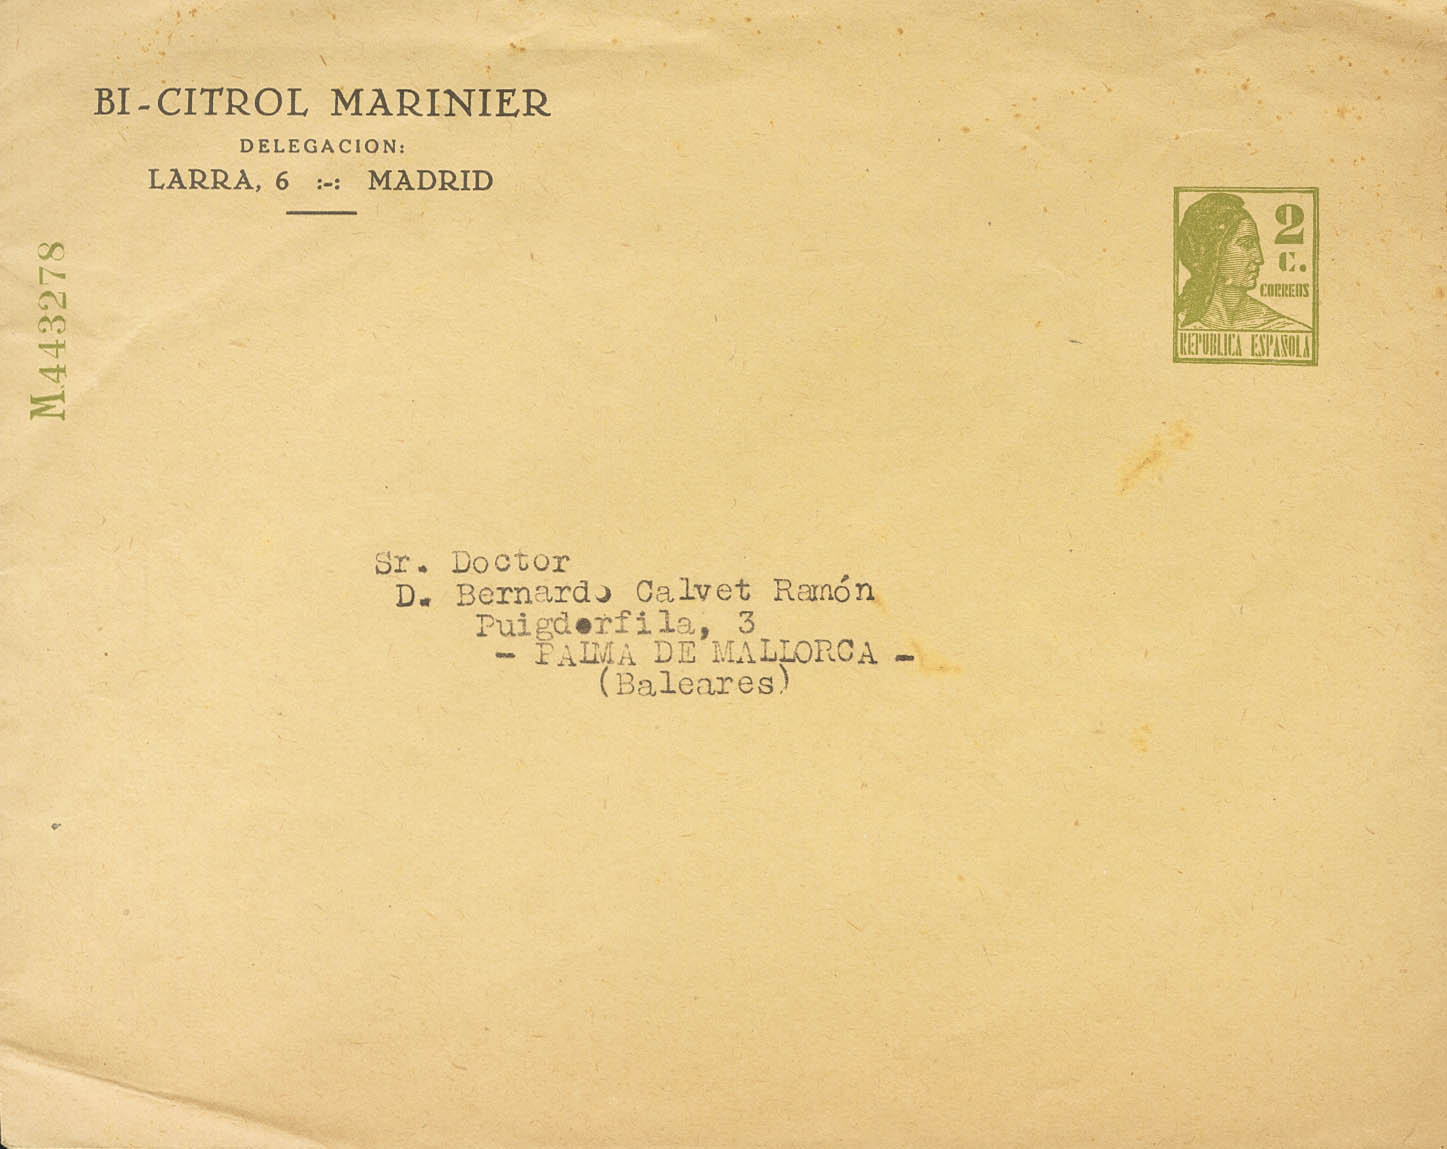 BI-CITROL MARINIER
DELEGACION:
LARRA, 6 :-: MADRID
M.443278
2
C.
CORREOS
REPUBLICA ESPAÑOLA
Sr. Doctor
D. Bernardo Calvet Ramón
Puigdorfila, 3
- PALMA DE MALLORCA -
(Baleares)